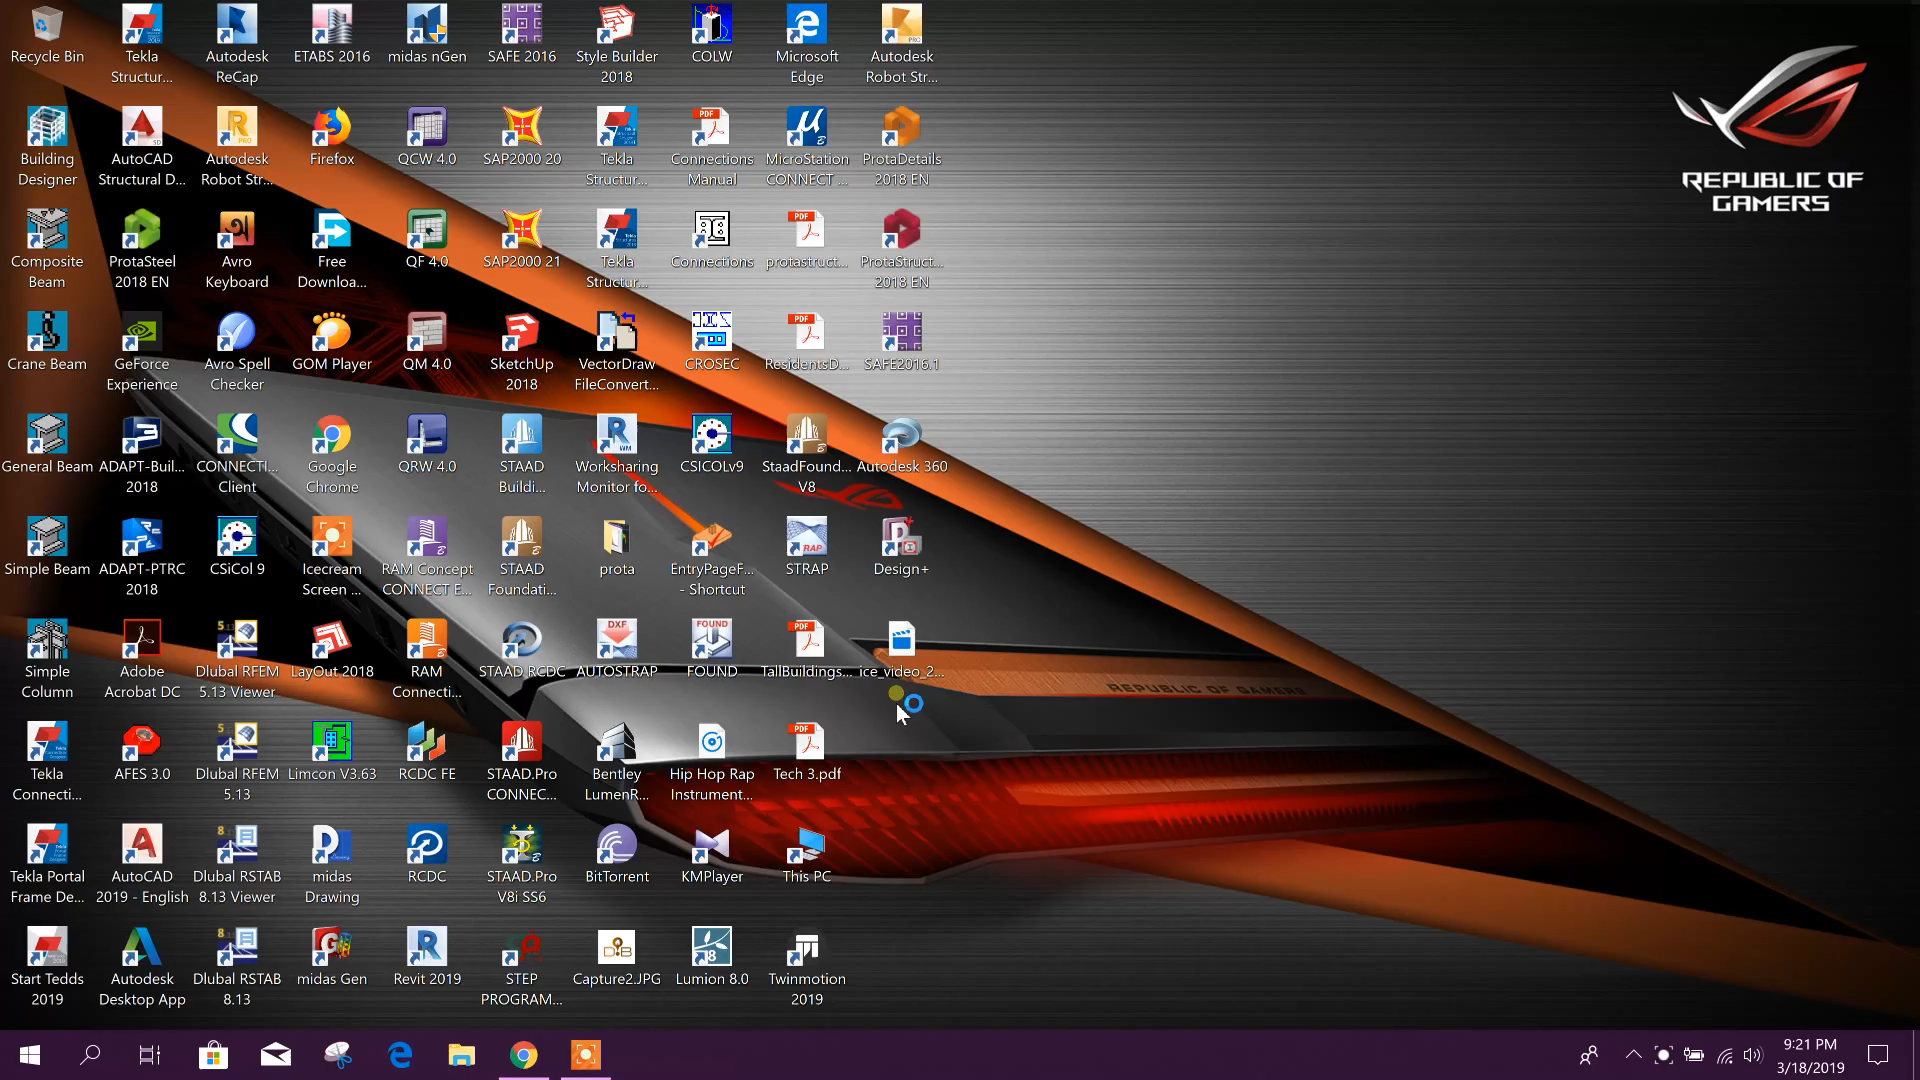 Recycle Bin
Tekla
Structur...
Autodesk
ReCap
ETABS 2016
midas nGen
SAFE 2016
Style Builder
2018
COLW
Microsoft
Edge
Autodesk
Robot Str...
Building
Designer
AutoCAD
Structural D...
Autodesk
Robot Str...
Firefox
QCW 4.0
SAP2000 20
Tekla
Structur...
Connections
Manual
MicroStation
CONNECT ...
ProtaDetails
2018 EN
Composite
Beam
ProtaSteel
2018 EN
Avro
Keyboard
Free
Downloa...
QF 4.0
SAP2000 21
Tekla
Structur...
Connections
protastruct...
ProtaStruct...
2018 EN
Crane Beam
GeForce
Experience
Avro Spell
Checker
GOM Player
QM 4.0
SketchUp
2018
VectorDraw
FileConvert...
CROSEC
ResidentsD...
SAFE2016.1
General Beam
ADAPT-Buil...
2018
CONNECTI...
Client
Google
Chrome
QRW 4.0
STAAD
Buildi...
Worksharing
Monitor fo...
CSICOLv9
StaadFound...
V8
Autodesk 360
Simple Beam
ADAPT-PTRC
2018
CSiCol 9
Icecream
Screen ...
RAM Concept
CONNECT E...
STAAD
Foundati...
prota
EntryPageF...
- Shortcut
STRAP
Design+
Simple
Column
Adobe
Acrobat DC
Dlubal RFEM
5.13 Viewer
LayOut 2018
RAM
Connecti...
STAAD RCDC
AUTOSTRAP
FOUND
TallBuildings...
ice_video_2...
Tekla
Connecti...
AFES 3.0
Dlubal RFEM
5.13
Limcon V3.63
RCDC FE
STAAD.Pro
CONNEC...
Bentley
LumenR...
Hip Hop Rap
Instrument...
Tech 3.pdf
Tekla Portal
Frame De...
AutoCAD
2019 - English
Dlubal RSTAB
8.13 Viewer
midas
Drawing
RCDC
STAAD.Pro
V8i SS6
BitTorrent
KMPlayer
This PC
Start Tedds
2019
Autodesk
Desktop App
Dlubal RSTAB
8.13
midas Gen
Revit 2019
STEP
PROGRAM...
Capture2.JPG
Lumion 8.0
Twinmotion
2019
REPUBLIC OF
GAMERS
REPUBLIC OF GAMERS
9:21 PM
3/18/2019